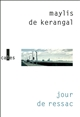 maylis
de kerangal
jour
de ressac